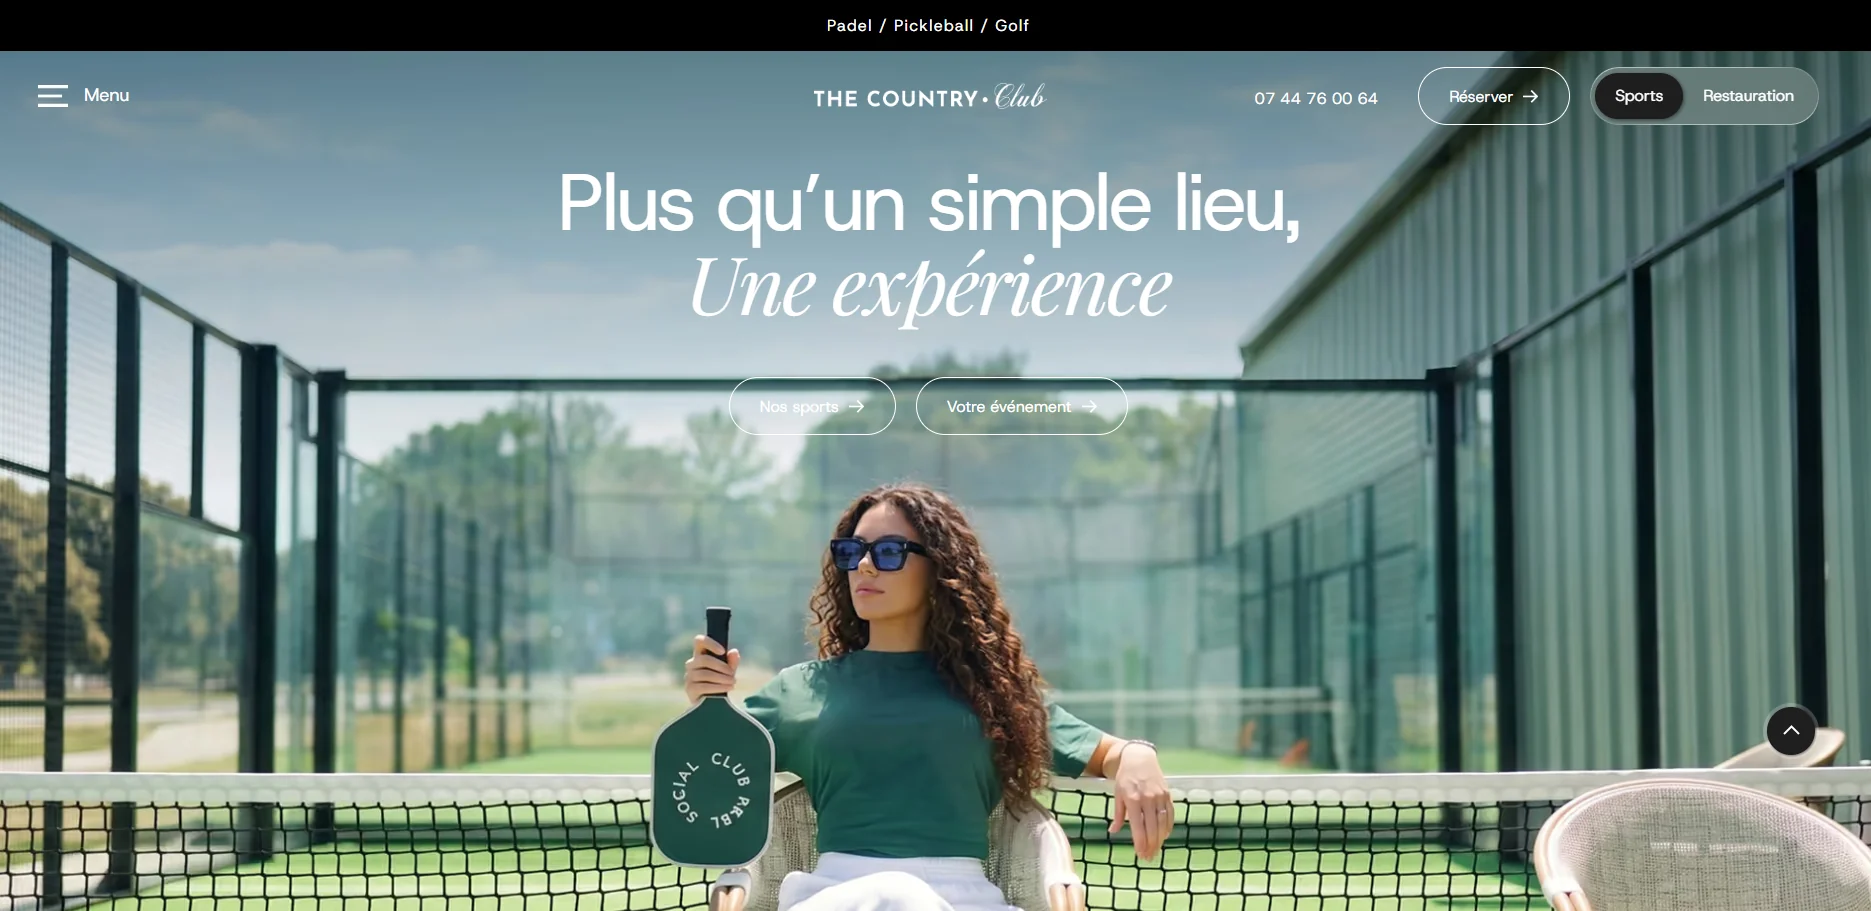 Padel / Pickleball / Golf
Menu
THE COUNTRY • Club
07 44 76 00 64
Réserver →
Sports
Restauration
Plus qu’un simple lieu,
Une expérience
Nos sports →
Votre événement →
SOCIAL CLUB